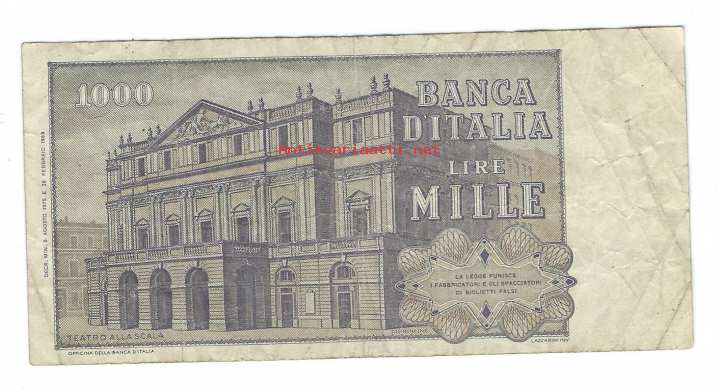 1000
BANCA
D'ITALIA
LIRE
MILLE
Antikvariaatti.net
LA LEGGE PUNISCE
I FABBRICATORI E GLI SPACCIATORI
DI BIGLIETTI FALSI
TEATRO ALLA SCALA
OFFICINA DELLA BANCA D'ITALIA